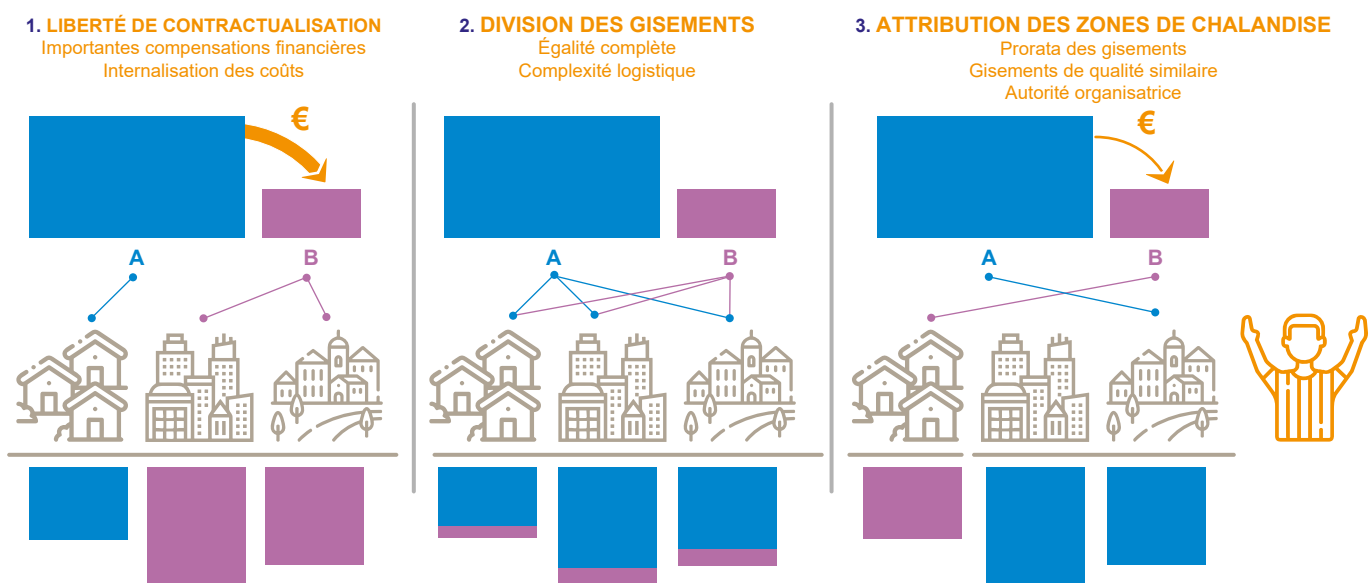 1. LIBERTÉ DE CONTRACTUALISATION
Importantes compensations financières
Internalisation des coûts
€
A
B
2. DIVISION DES GISEMENTS
Égalité complète
Complexité logistique
A
B
3. ATTRIBUTION DES ZONES DE CHALANDISE
Prorata des gisements
Gisements de qualité similaire
Autorité organisatrice
€
A
B